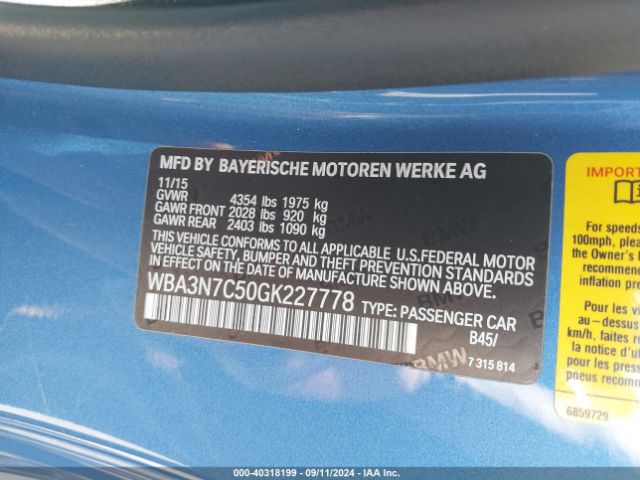 MFD BY BAYERISCHE MOTOREN WERKE AG
11/15
GVWR 4354 lbs 1975 kg
GAWR FRONT 2028 lbs 920 kg
GAWR REAR 2403 lbs 1090 kg
THIS VEHICLE CONFORMS TO ALL APPLICABLE U.S.FEDERAL MOTOR
VEHICLE SAFETY, BUMPER AND THEFT PREVENTION STANDARDS
IN EFFECT ON THE DATE OF MANUFACTURE SHOWN ABOVE.
WBA3N7C50GK227778 TYPE: PASSENGER CAR
B45/
7 315 814
BMW
BMW
IMPORT
For speeds
100mph, please
the Owner's
recommen
inflation pre
Pour les vi
au-dessus
km/h, faites r
la notice d'u
pour les press
pneus.
6859729
000-40318199 - 09/11/2024 - IAA Inc.